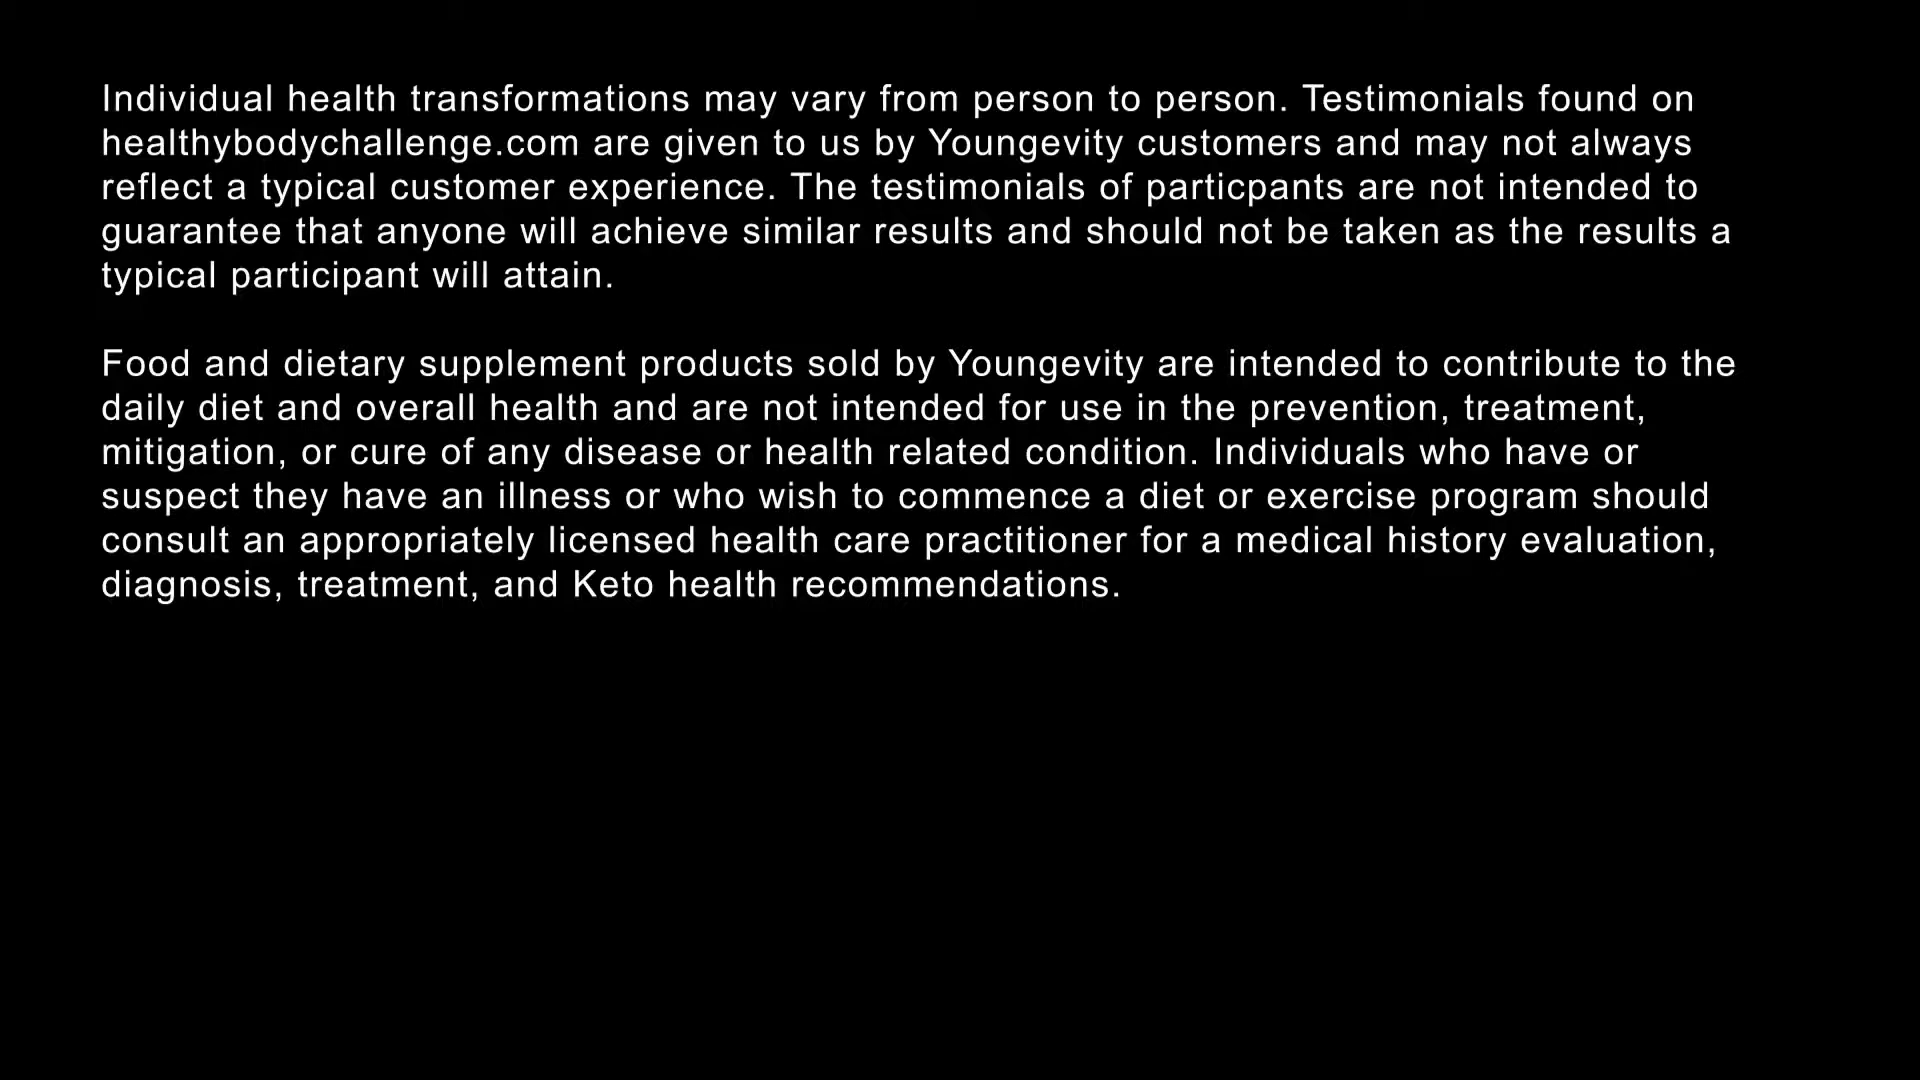 Individual health transformations may vary from person to person. Testimonials found on
healthybodychallenge.com are given to us by Youngevity customers and may not always
reflect a typical customer experience. The testimonials of particpants are not intended to
guarantee that anyone will achieve similar results and should not be taken as the results a
typical participant will attain.
Food and dietary supplement products sold by Youngevity are intended to contribute to the
daily diet and overall health and are not intended for use in the prevention, treatment,
mitigation, or cure of any disease or health related condition. Individuals who have or
suspect they have an illness or who wish to commence a diet or exercise program should
consult an appropriately licensed health care practitioner for a medical history evaluation,
diagnosis, treatment, and Keto health recommendations.